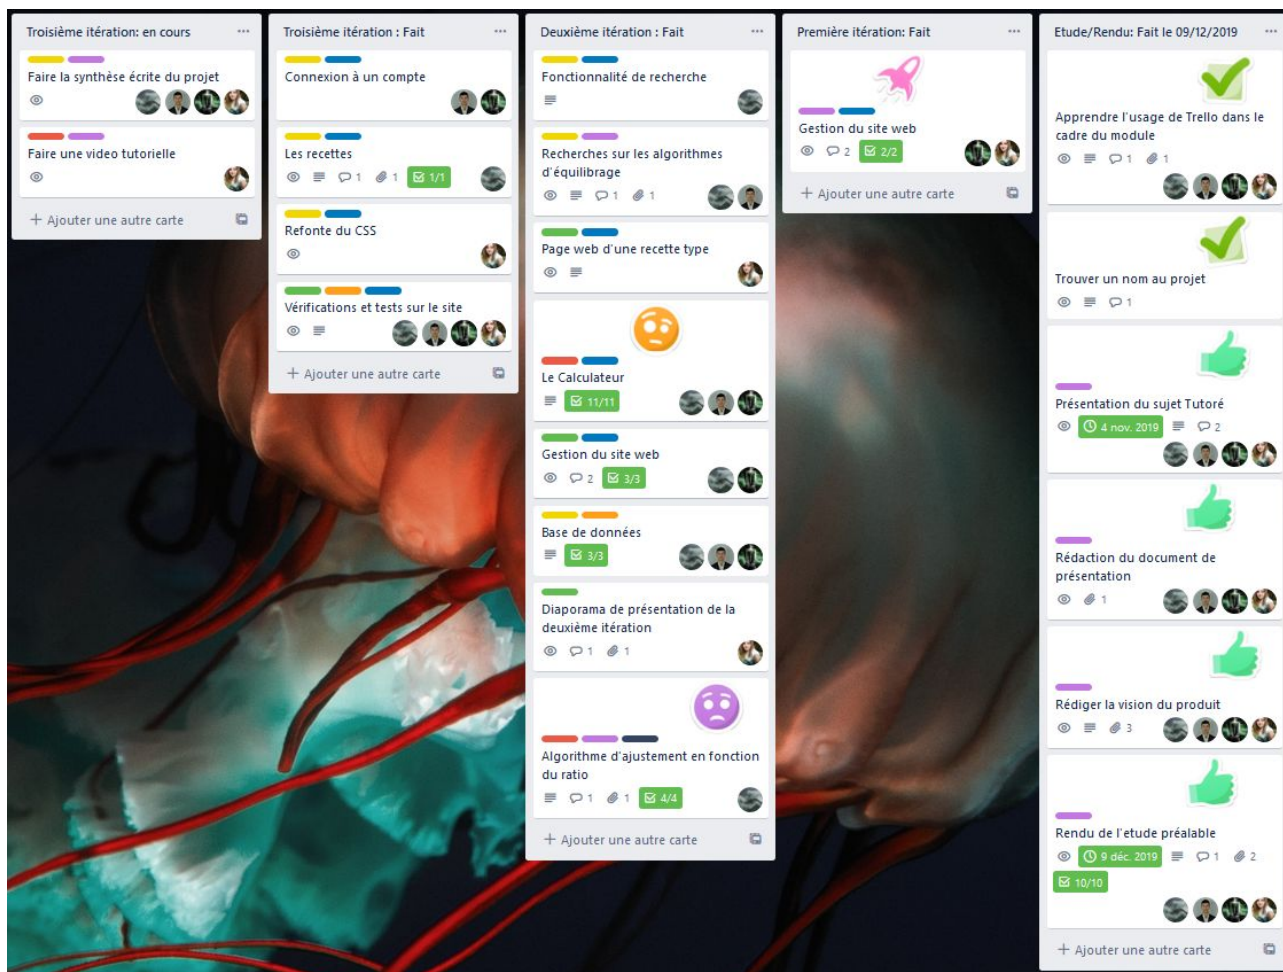 Troisième itération: en cours
Faire la synthèse écrite du projet
Faire une video tutorielle
+ Ajouter une autre carte
Troisième itération : Fait
Connexion à un compte
Les recettes
1 1 1/1
Refonte du CSS
Vérifications et tests sur le site
+ Ajouter une autre carte
Deuxième itération : Fait
Fonctionnalité de recherche
Recherches sur les algorithmes
d'équilibrage
1 1
Page web d'une recette type
Le Calculateur
11/11
Gestion du site web
2 3/3
Base de données
3/3
Diaporama de présentation de la
deuxième itération
1 1
Algorithme d'ajustement en fonction
du ratio
1 1 4/4
+ Ajouter une autre carte
Première itération: Fait
Gestion du site web
2 2/2
+ Ajouter une autre carte
Etude/Rendu: Fait le 09/12/2019
Apprendre l'usage de Trello dans le
cadre du module
1 1
Trouver un nom au projet
1
Présentation du sujet Tutoré
4 nov. 2019 2
Rédaction du document de
présentation
1
Rédiger la vision du produit
3
Rendu de l'etude préalable
9 déc. 2019 1 2
10/10
+ Ajouter une autre carte